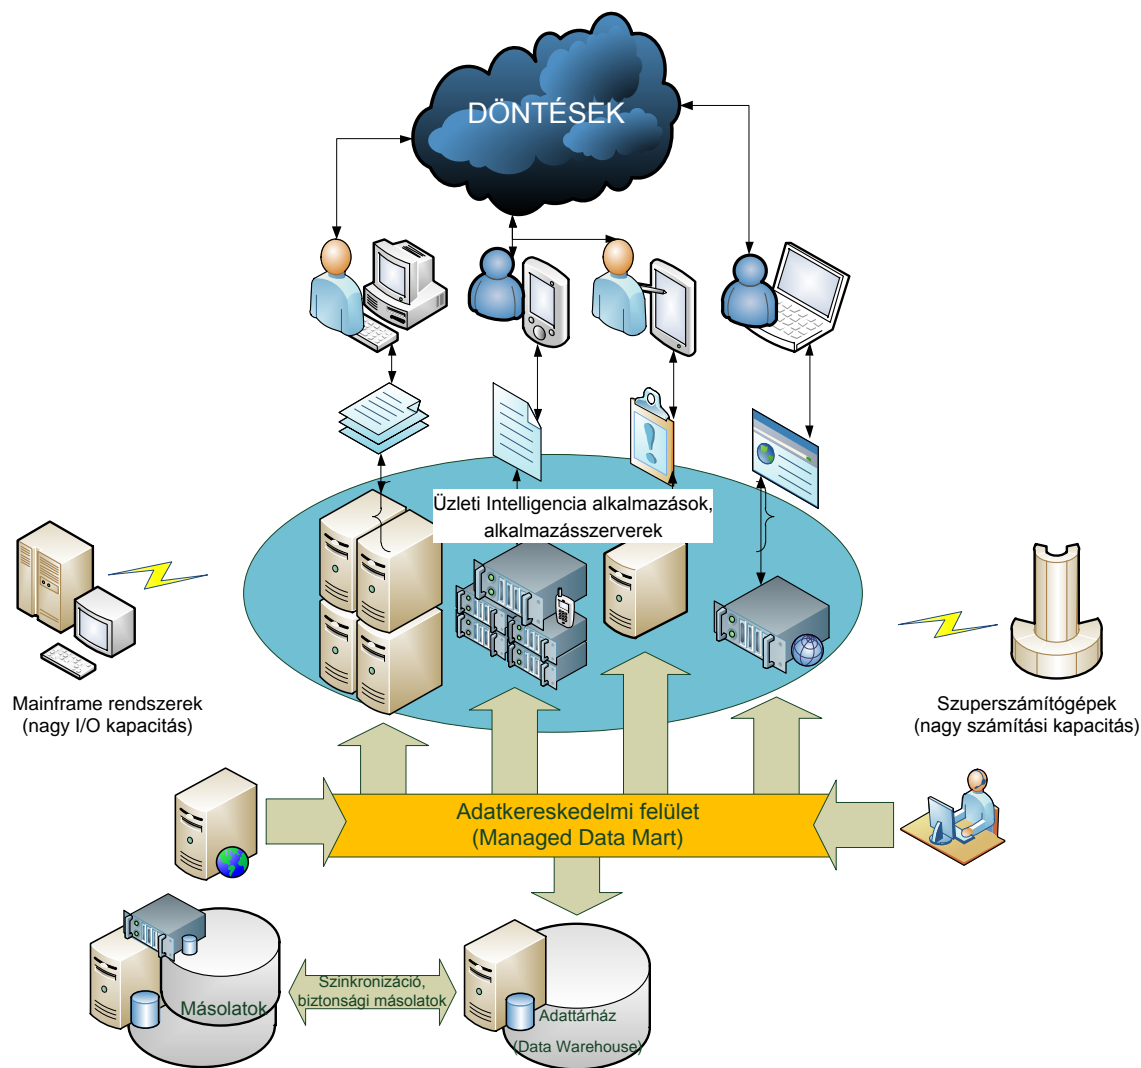 DÖNTÉSEK
Üzleti Intelligencia alkalmazások,
alkalmazásszerverek
Mainframe rendszerek
(nagy I/O kapacitás)
Szuperszámítógépek
(nagy számítási kapacitás)
Adatkereskedelmi felület
(Managed Data Mart)
Másolatok
Szinkronizáció,
biztonsági másolatok
Adattárház
(Data Warehouse)